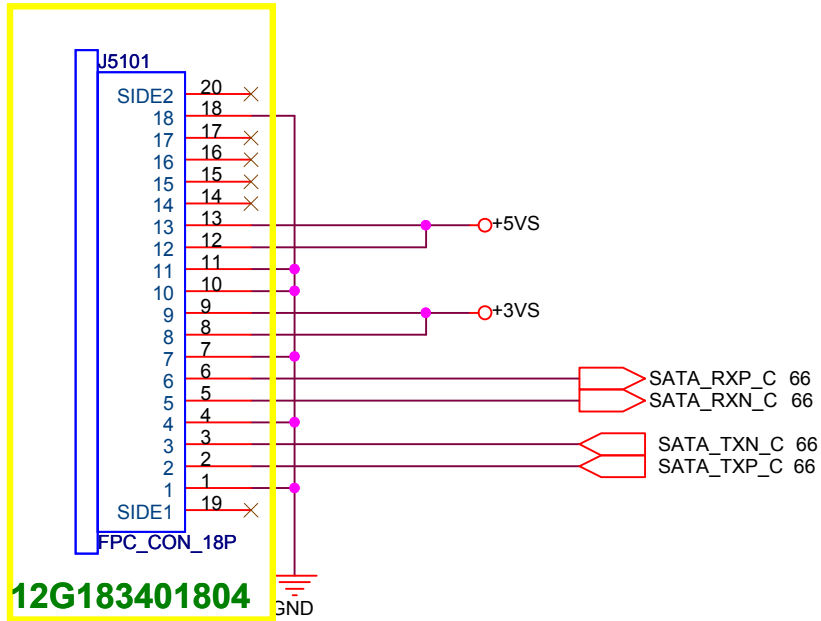 J5101
SIDE2 20
18 18
17 17
16 16
15 15
14 14
13 13 +5VS
12 12
11 11
10 10
9 9 +3VS
8 8
7 7
6 6 SATA_RXP_C 66
5 5 SATA_RXN_C 66
4 4
3 3 SATA_TXN_C 66
2 2 SATA_TXP_C 66
1 1
SIDE1 19
FPC_CON_18P
12G183401804
GND